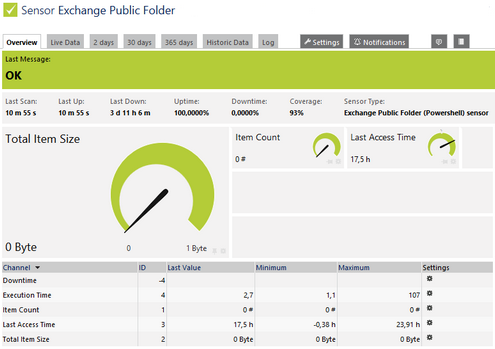 Sensor Exchange Public Folder
Overview Live Data 2 days 30 days 365 days Historic Data Log Settings Notifications
Last Message:
OK
Last Scan: Last Up: Last Down: Uptime: Downtime: Coverage: Sensor Type:
10 m 55 s 10 m 55 s 3 d 11 h 6 m 100,0000% 0,0000% 93% Exchange Public Folder (Powershell) sensor
Total Item Size Item Count Last Access Time
0 # 17,5 h
0 Byte 0 1 Byte
Channel ID Last Value Minimum Maximum Settings
Downtime -4
Execution Time 4 2,7 1,1 107
Item Count 1 0 # 0 # 0 #
Last Access Time 3 17,5 h -0,38 h 23,91 h
Total Item Size 2 0 Byte 0 Byte 0 Byte